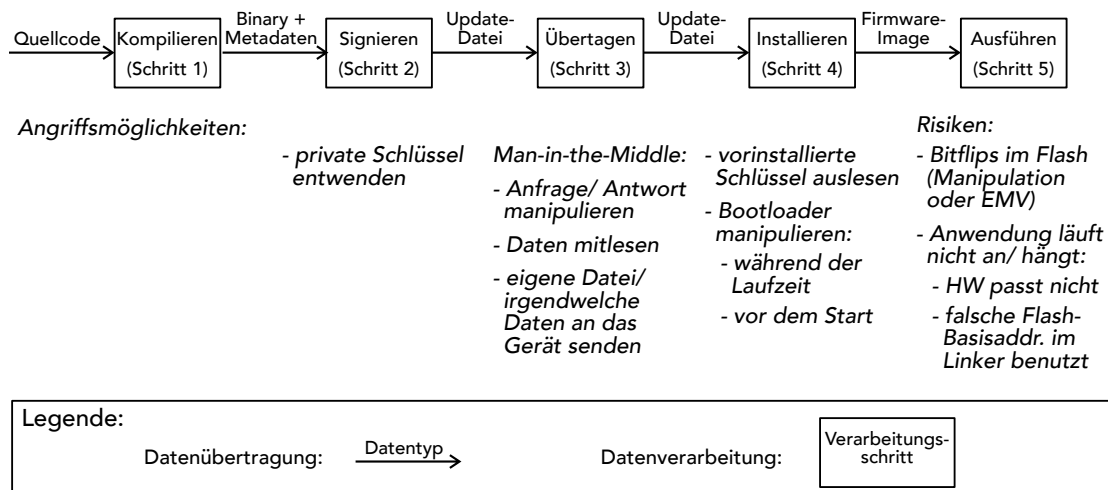 Quellcode
Kompilieren
(Schritt 1)
Binary +
Metadaten
Signieren
(Schritt 2)
Update-
Datei
Übertagen
(Schritt 3)
Update-
Datei
Installieren
(Schritt 4)
Firmware-
Image
Ausführen
(Schritt 5)
Angriffsmöglichkeiten:
- private Schlüssel
entwenden
Man-in-the-Middle:
- Anfrage/ Antwort
manipulieren
- Daten mitlesen
- eigene Datei/
irgendwelche
Daten an das
Gerät senden
- vorinstallierte
Schlüssel auslesen
- Bootloader
manipulieren:
- während der
Laufzeit
- vor dem Start
Risiken:
- Bitflips im Flash
(Manipulation
oder EMV)
- Anwendung läuft
nicht an/ hängt:
- HW passt nicht
- falsche Flash-
Basisaddr. im
Linker benutzt
Legende:
Datenübertragung:
Datentyp
Datenverarbeitung:
Verarbeitungs-
schritt